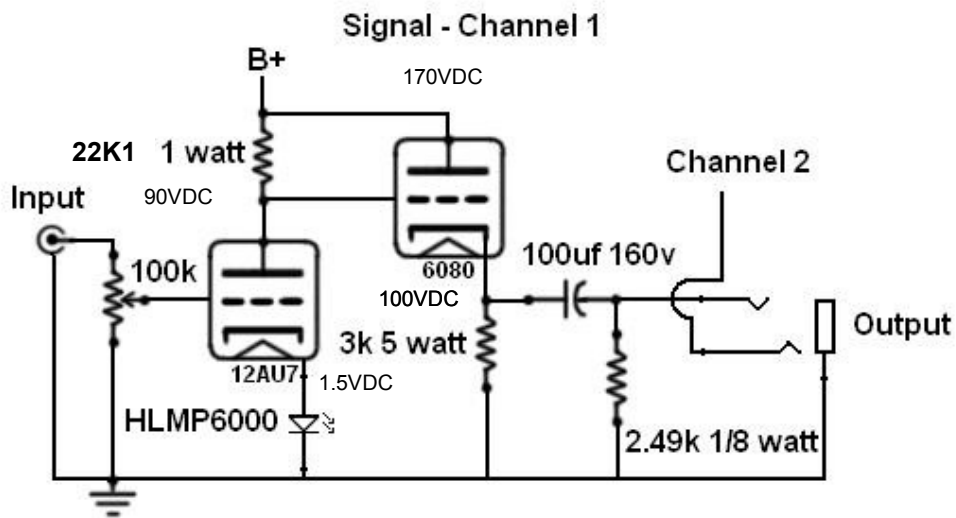 Signal - Channel 1
B+
170VDC
22K1 1 watt
Channel 2
Input
90VDC
100k
6080
100uf 160v
100VDC
Output
3k 5 watt
12AU7
1.5VDC
HLMP6000
2.49k 1/8 watt